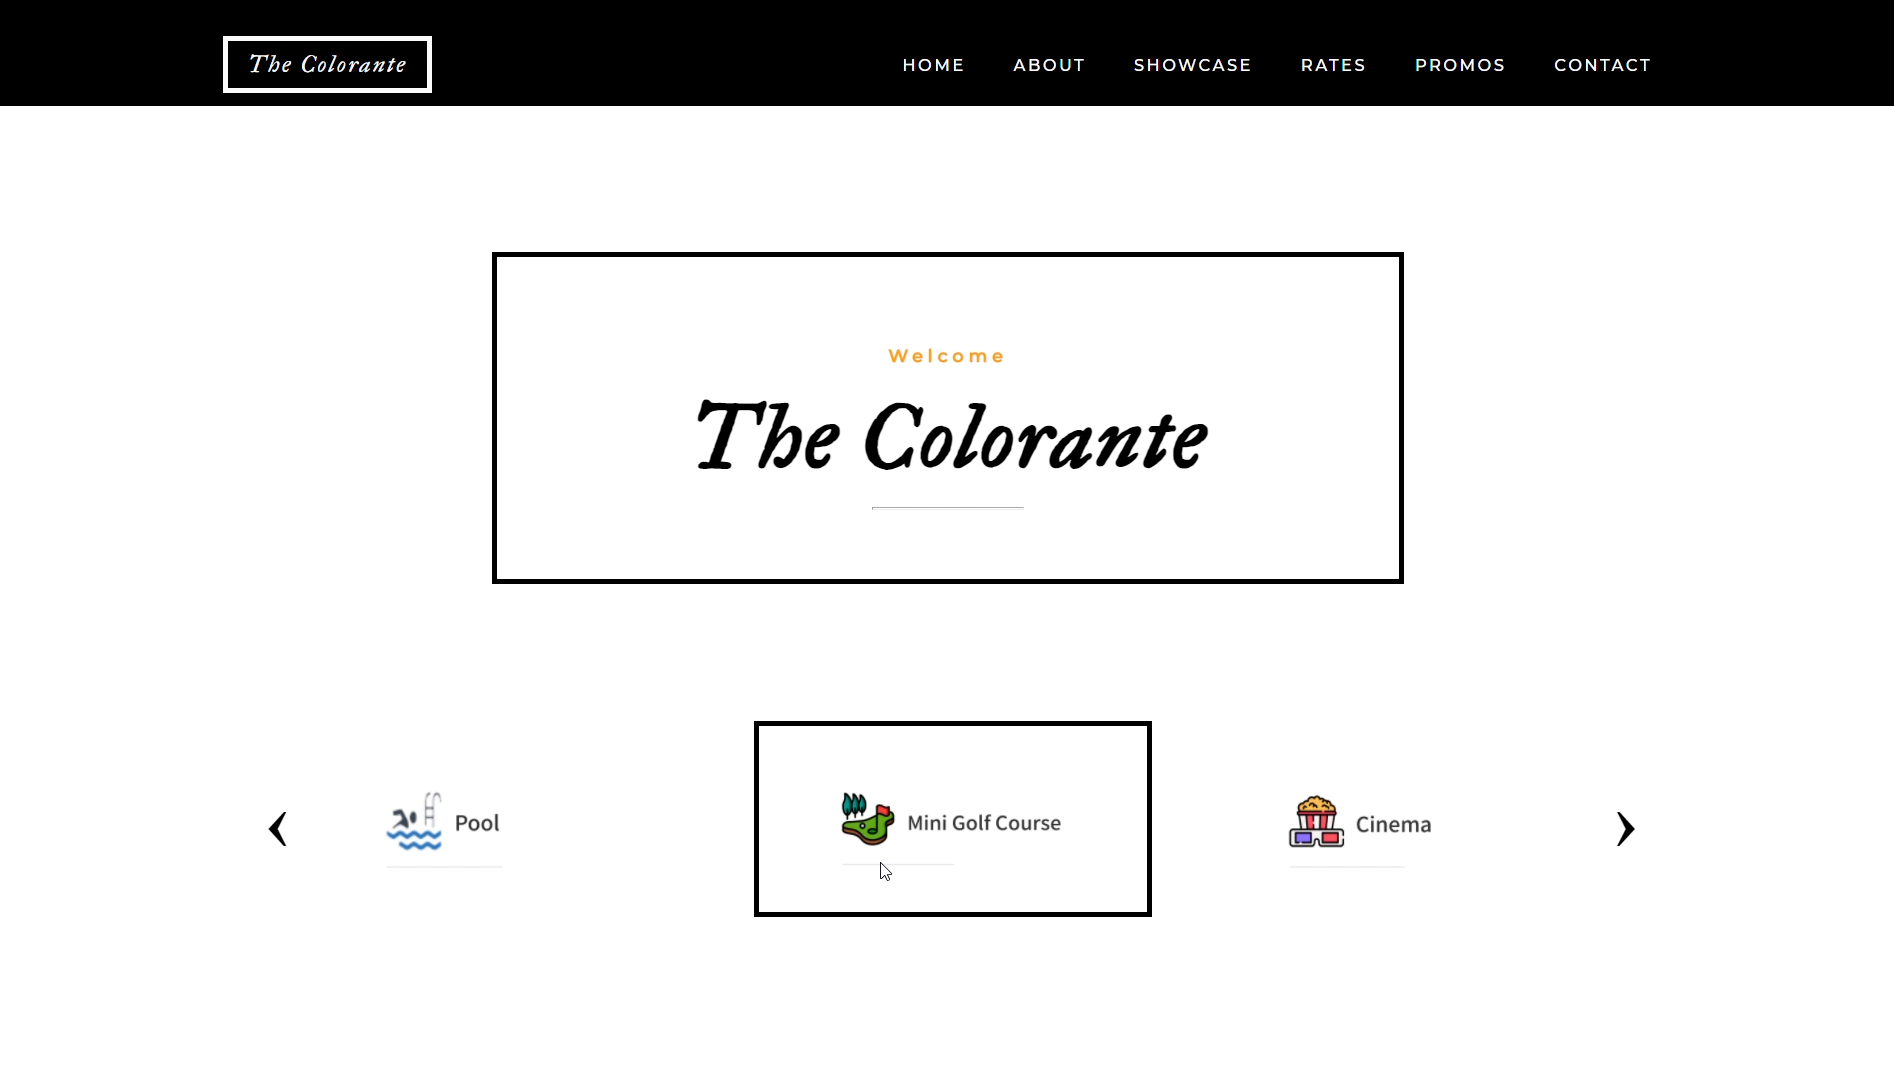 The Colorante
HOME ABOUT SHOWCASE RATES PROMOS CONTACT
Welcome
The Colorante
Pool
Mini Golf Course
Cinema